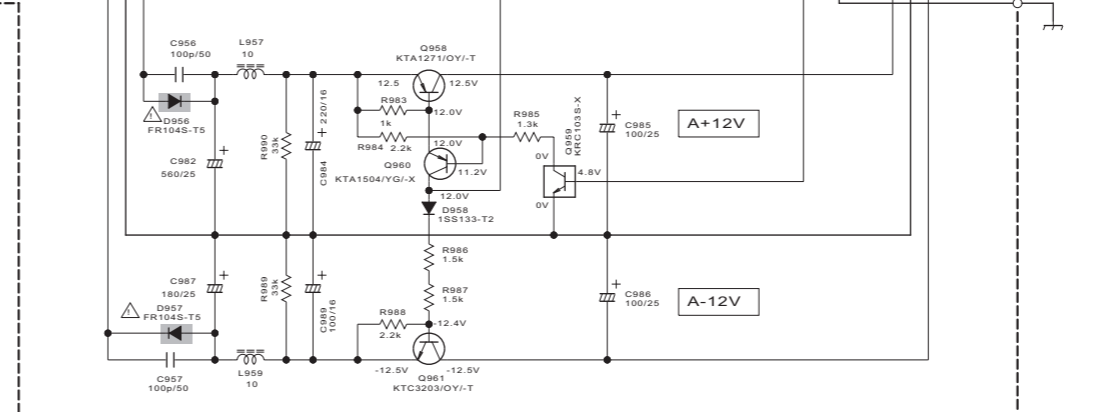 C956
100p/50
L957
10
Q958
KTA1271/OY/-T
12.5
12.5V
D956
FR104S-T5
C982
560/25
R990
33k
220/16
C984
R983
1k
12.0V
R984 2.2k
12.0V
Q960
11.2V
KTA1504/YG/-X
12.0V
R985
1.3k
Q959
KRC103S-X
0V
4.8V
0V
C985
100/25
A+12V
D958
1SS133-T2
R986
1.5k
R987
1.5k
C987
180/25
D957
FR104S-T5
R989
33k
C989
100/16
R988
2.2k
-12.4V
C986
100/25
A-12V
C957
100p/50
L959
10
-12.5V
-12.5V
Q961
KTC3203/OY/-T